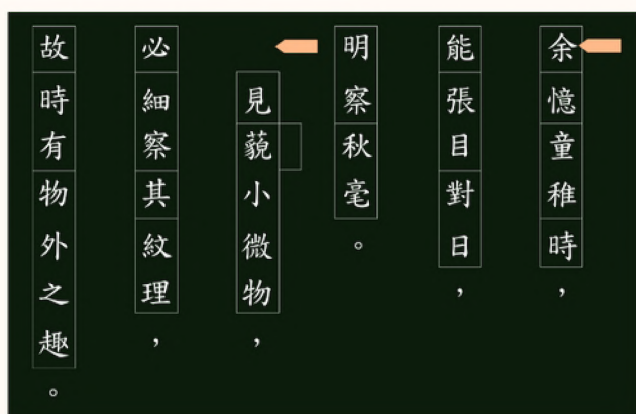 余憶童稚時，
能張目對日，
明察秋毫。
見藐小微物，
必細察其紋理，
故時有物外之趣。